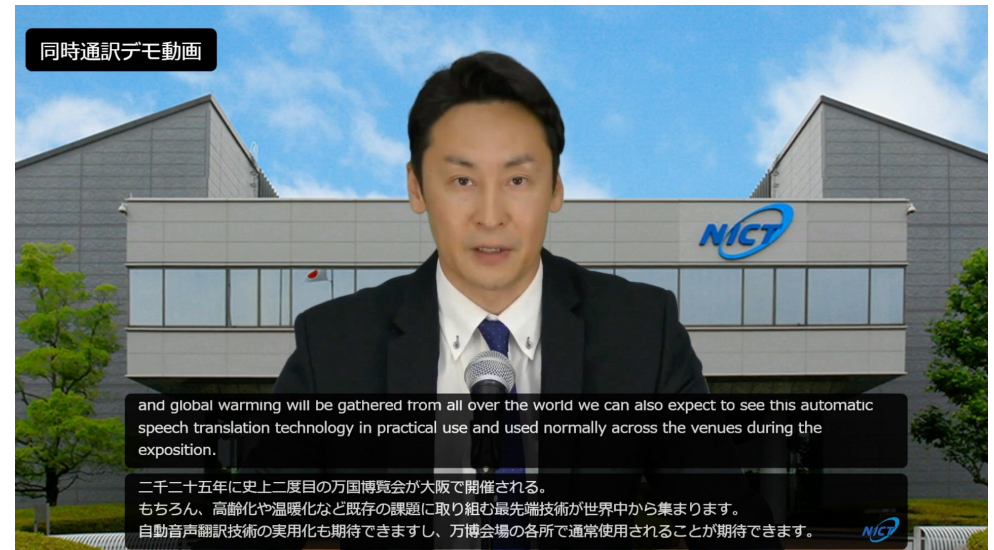 同時通訳デモ動画
NICT
and global warming will be gathered from all over the world we can also expect to see this automatic
speech translation technology in practical use and used normally across the venues during the
exposition.
二千二十五年に史上二度目の万国博覧会が大阪で開催される。
もちろん、高齢化や温暖化など既存の課題に取り組む最先端技術が世界中から集まります。
自動音声翻訳技術の実用化も期待できますし、万博会場の各所で通常使用されることが期待できます。
NICT